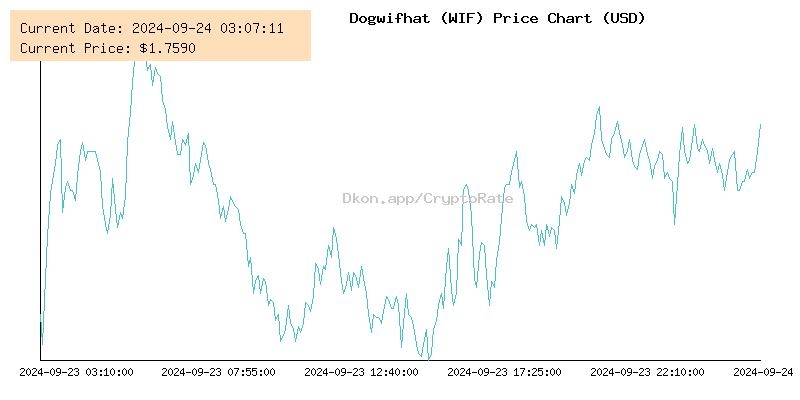 Dogwifhat (WIF) Price Chart (USD)
Current Date: 2024-09-24 03:07:11
Current Price: $1.7590
Dkon.app/CryptoRate
2024-09-23 03:10:00 2024-09-23 07:55:00 2024-09-23 12:40:00 2024-09-23 17:25:00 2024-09-23 22:10:00 2024-09-24